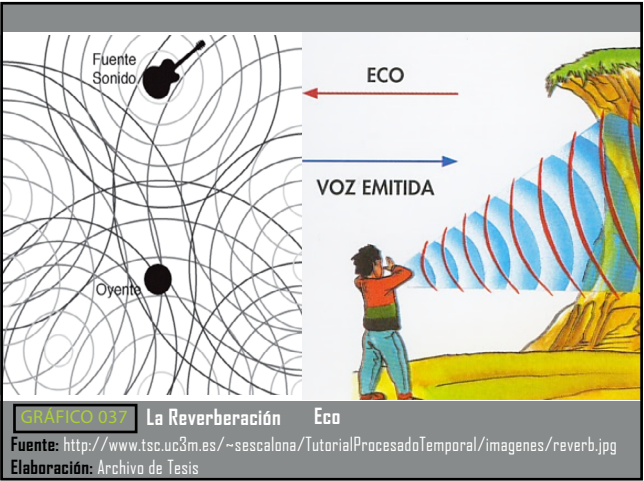 Fuente
Sonido
Oyente
ECO
VOZ EMITIDA
GRÁFICO 037 La Reverberación Eco
Fuente: http://www.tsc.uc3m.es/~sescalona/TutorialProcesadoTemporal/imagenes/reverb.jpg
Elaboración: Archivo de Tesis